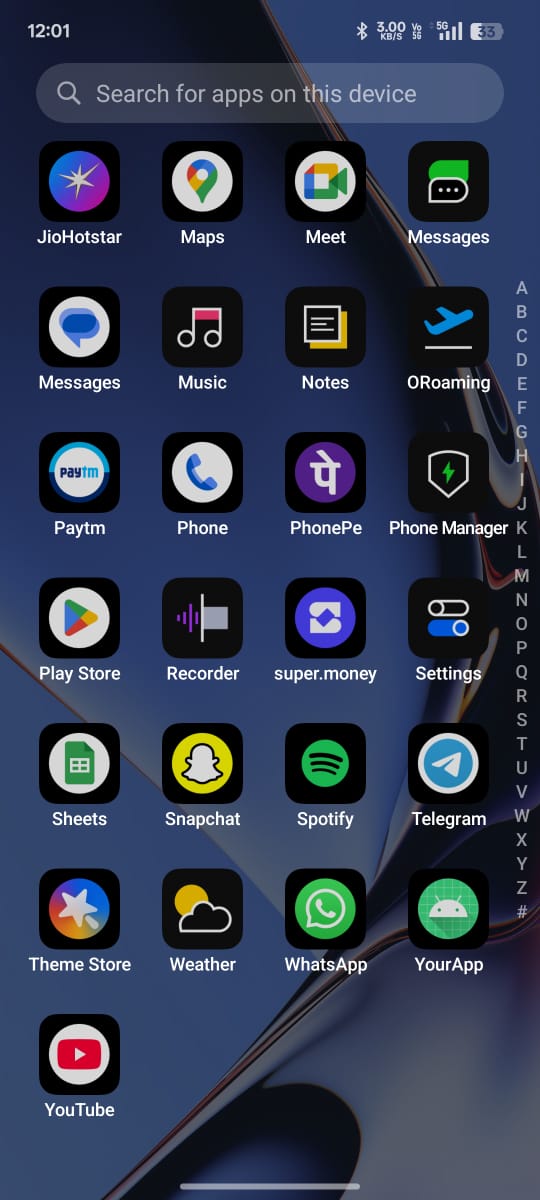 12:01
3.00
KB/S
Vo
5G
5G
33
Search for apps on this device
JioHotstar
Maps
Meet
Messages
Messages
Music
Notes
ORoaming
paytm
पे
Paytm
Phone
PhonePe
Phone Manager
Play Store
Recorder
super.money
Settings
Sheets
Snapchat
Spotify
Telegram
Theme Store
Weather
WhatsApp
YourApp
YouTube
A
B
C
D
E
F
G
H
I
J
K
L
M
N
O
P
Q
R
S
T
U
V
W
X
Y
Z
#